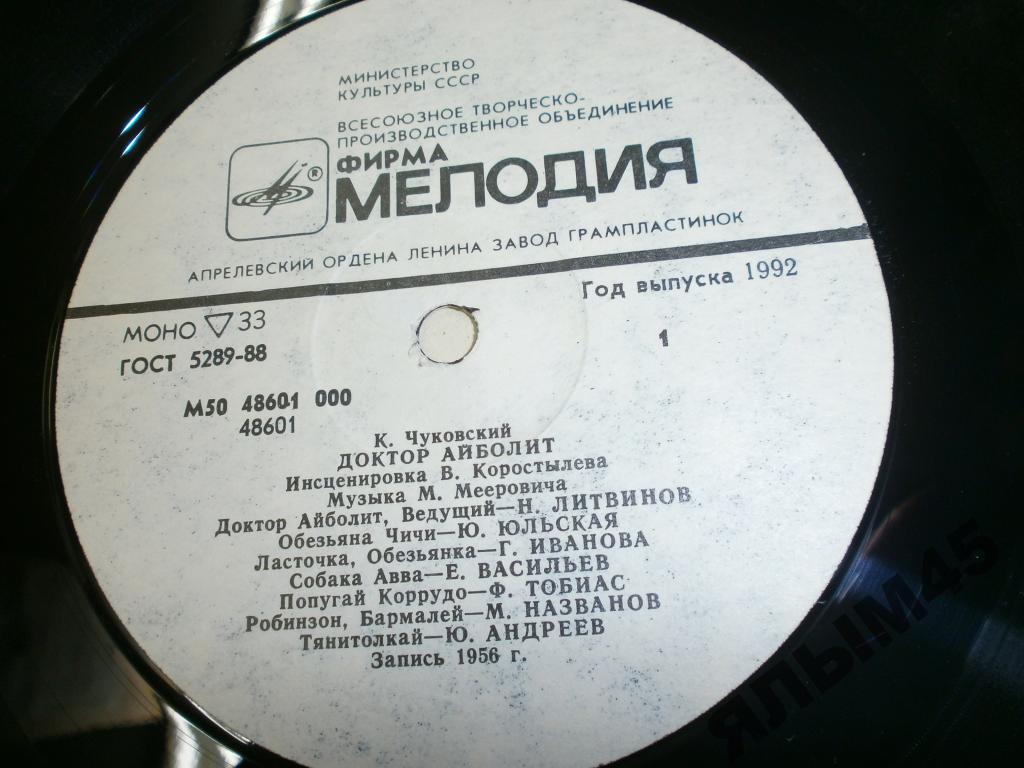 МИНИСТЕРСТВО
КУЛЬТУРЫ СССР
ВСЕСОЮЗНОЕ ТВОРЧЕСКО-
ПРОИЗВОДСТВЕННОЕ ОБЪЕДИНЕНИЕ
®
ФИРМА
МЕЛОДИЯ
АПРЕЛЕВСКИЙ ОРДЕНА ЛЕНИНА ЗАВОД ГРАМПЛАСТИНОК
МОНО ▽ 33
Год выпуска 1992
ГОСТ 5289-88
1
М50 48601 000
48601
К. Чуковский
ДОКТОР АЙБОЛИТ
Инсценировка В. Коростылева
Музыка М. Мееровича
Доктор Айболит, Ведущий—Н. ЛИТВИНОВ
Обезьяна Чичи—Ю. ЮЛЬСКАЯ
Ласточка, Обезьянка—Г. ИВАНОВА
Собака Авва—Е. ВАСИЛЬЕВ
Попугай Коррудо—Ф. ТОБИАС
Робинзон, Бармалей—М. НАЗВАНОВ
Тянитолкай—Ю. АНДРЕЕВ
Запись 1956 г.
ЯЛЫМ45